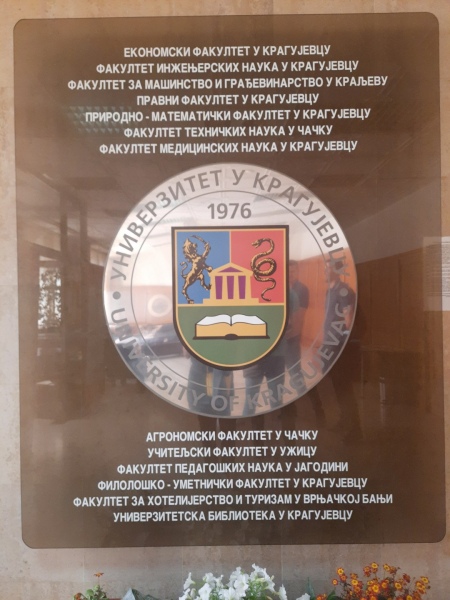 ЕКОНОМСКИ ФАКУЛТЕТ У КРАГУЈЕВЦУ
ФАКУЛТЕТ ИНЖЕЊЕРСКИХ НАУКА У КРАГУЈЕВЦУ
ФАКУЛТЕТ ЗА МАШИНСТВО И ГРАЂЕВИНАРСТВО У КРАЉЕВУ
ПРАВНИ ФАКУЛТЕТ У КРАГУЈЕВЦУ
ПРИРОДНО - МАТЕМАТИЧКИ ФАКУЛТЕТ У КРАГУЈЕВЦУ
ФАКУЛТЕТ ТЕХНИЧКИХ НАУКА У ЧАЧКУ
ФАКУЛТЕТ МЕДИЦИНСКИХ НАУКА У КРАГУЈЕВЦУ
УНИВЕРЗИТЕТ У КРАГУЈЕВЦУ
1976
UNIVERSITY OF KRAGUJEVAC
АГРОНОМСКИ ФАКУЛТЕТ У ЧАЧКУ
УЧИТЕЉСКИ ФАКУЛТЕТ У УЖИЦУ
ФАКУЛТЕТ ПЕДАГОШКИХ НАУКА У ЈАГОДИНИ
ФИЛОЛОШКО - УМЕТНИЧКИ ФАКУЛТЕТ У КРАГУЈЕВЦУ
ФАКУЛТЕТ ЗА ХОТЕЛИЈЕРСТВО И ТУРИЗАМ У ВРЊАЧКОЈ БАЊИ
УНИВЕРЗИТЕТСКА БИБЛИОТЕКА У КРАГУЈЕВЦУ